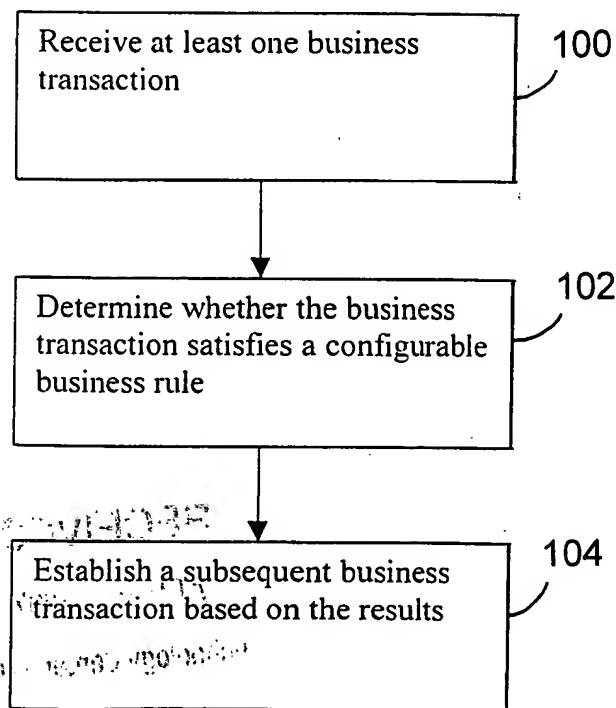 Receive at least one business
transaction
100
Determine whether the business
transaction satisfies a configurable
business rule
102
Establish a subsequent business
transaction based on the results
104